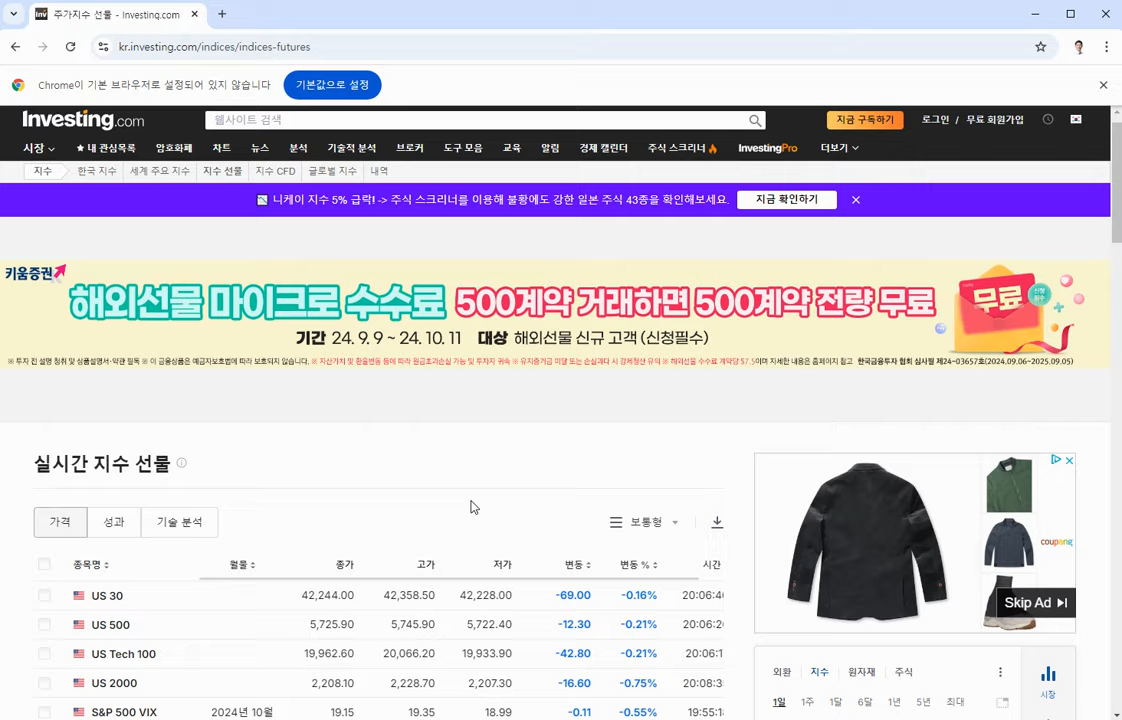 주가지수 선물 - Investing.com
kr.investing.com/indices/indices-futures
Chrome이 기본 브라우저로 설정되어 있지 않습니다 기본값으로 설정
Investing.com 웹사이트 검색 지금 구독하기 로그인 / 무료 회원가입
시장 내 관심목록 암호화폐 차트 뉴스 분석 기술적 분석 브로커 도구 모음 교육 알림 경제 캘린더 주식 스크리너 InvestingPro 더보기
지수 한국 지수 세계 주요 지수 지수 선물 지수 CFD 글로벌 지수 내역
니케이 지수 5% 급락! -> 주식 스크리너를 이용해 불황에도 강한 일본 주식 43종을 확인해보세요. 지금 확인하기
키움증권
해외선물 마이크로 수수료 500계약 거래하면 500계약 전량 무료
무료
기간 24. 9. 9 ~ 24. 10. 11 대상 해외선물 신규 고객 (신청필수)
※ 투자 전 설명 청취 및 상품설명서·약관 필독 ※ 이 금융상품은 예금자보호법에 따라 보호되지 않습니다. ※ 자산가치 및 환율변동 등에 따라 원금초과손실 가능 및 투자자 귀속 ※ 유지증거금 미달 또는 손실과다 시 강제청산 유의 ※ 해외선물 수수료 계약당 $7.5이며 자세한 내용은 홈페이지 참고 한국금융투자 협회 심사필 제24-03657호(2024.09.06~2025.09.05)
실시간 지수 선물
가격 성과 기술 분석 보통형
종목명 월물 종가 고가 저가 변동 변동 % 시간
US 30 42,244.00 42,358.50 42,228.00 -69.00 -0.16% 20:06:46
US 500 5,725.90 5,745.90 5,722.40 -12.30 -0.21% 20:06:20
US Tech 100 19,962.60 20,066.20 19,933.90 -42.80 -0.21% 20:06:1
US 2000 2,208.10 2,228.70 2,207.30 -16.60 -0.75% 20:08:3
S&P 500 VIX 2024년 10월 19.15 19.35 18.99 -0.11 -0.55% 19:55:1
coupang
Skip Ad
외환 지수 원자재 주식
1일 1주 1달 6달 1년 5년 최대
시장